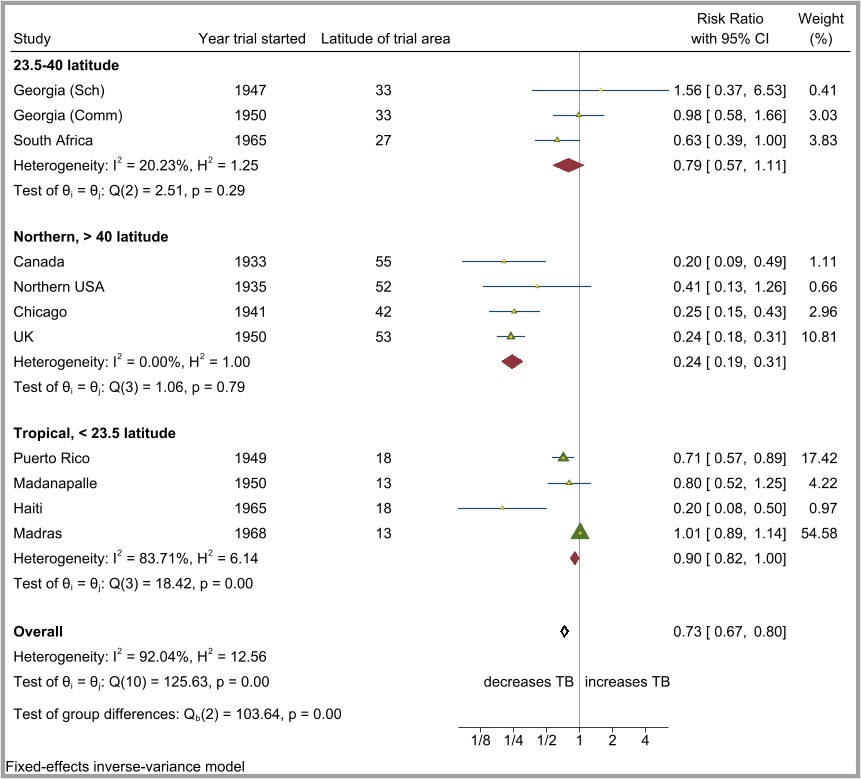 Risk Ratio Weight
Study Year trial started Latitude of trial area with 95% CI (%)
23.5-40 latitude
Georgia (Sch) 1947 33 1.56 [ 0.37, 6.53] 0.41
Georgia (Comm) 1950 33 0.98 [ 0.58, 1.66] 3.03
South Africa 1965 27 0.63 [ 0.39, 1.00] 3.83
Heterogeneity: I² = 20.23%, H² = 1.25 0.79 [ 0.57, 1.11]
Test of θᵢ = θⱼ: Q(2) = 2.51, p = 0.29
Northern, > 40 latitude
Canada 1933 55 0.20 [ 0.09, 0.49] 1.11
Northern USA 1935 52 0.41 [ 0.13, 1.26] 0.66
Chicago 1941 42 0.25 [ 0.15, 0.43] 2.96
UK 1950 53 0.24 [ 0.18, 0.31] 10.81
Heterogeneity: I² = 0.00%, H² = 1.00 0.24 [ 0.19, 0.31]
Test of θᵢ = θⱼ: Q(3) = 1.06, p = 0.79
Tropical, < 23.5 latitude
Puerto Rico 1949 18 0.71 [ 0.57, 0.89] 17.42
Madanapalle 1950 13 0.80 [ 0.52, 1.25] 4.22
Haiti 1965 18 0.20 [ 0.08, 0.50] 0.97
Madras 1968 13 1.01 [ 0.89, 1.14] 54.58
Heterogeneity: I² = 83.71%, H² = 6.14 0.90 [ 0.82, 1.00]
Test of θᵢ = θⱼ: Q(3) = 18.42, p = 0.00
Overall 0.73 [ 0.67, 0.80]
Heterogeneity: I² = 92.04%, H² = 12.56
Test of θᵢ = θⱼ: Q(10) = 125.63, p = 0.00 decreases TB increases TB
Test of group differences: Q_b(2) = 103.64, p = 0.00
1/8 1/4 1/2 1 2 4
Fixed-effects inverse-variance model